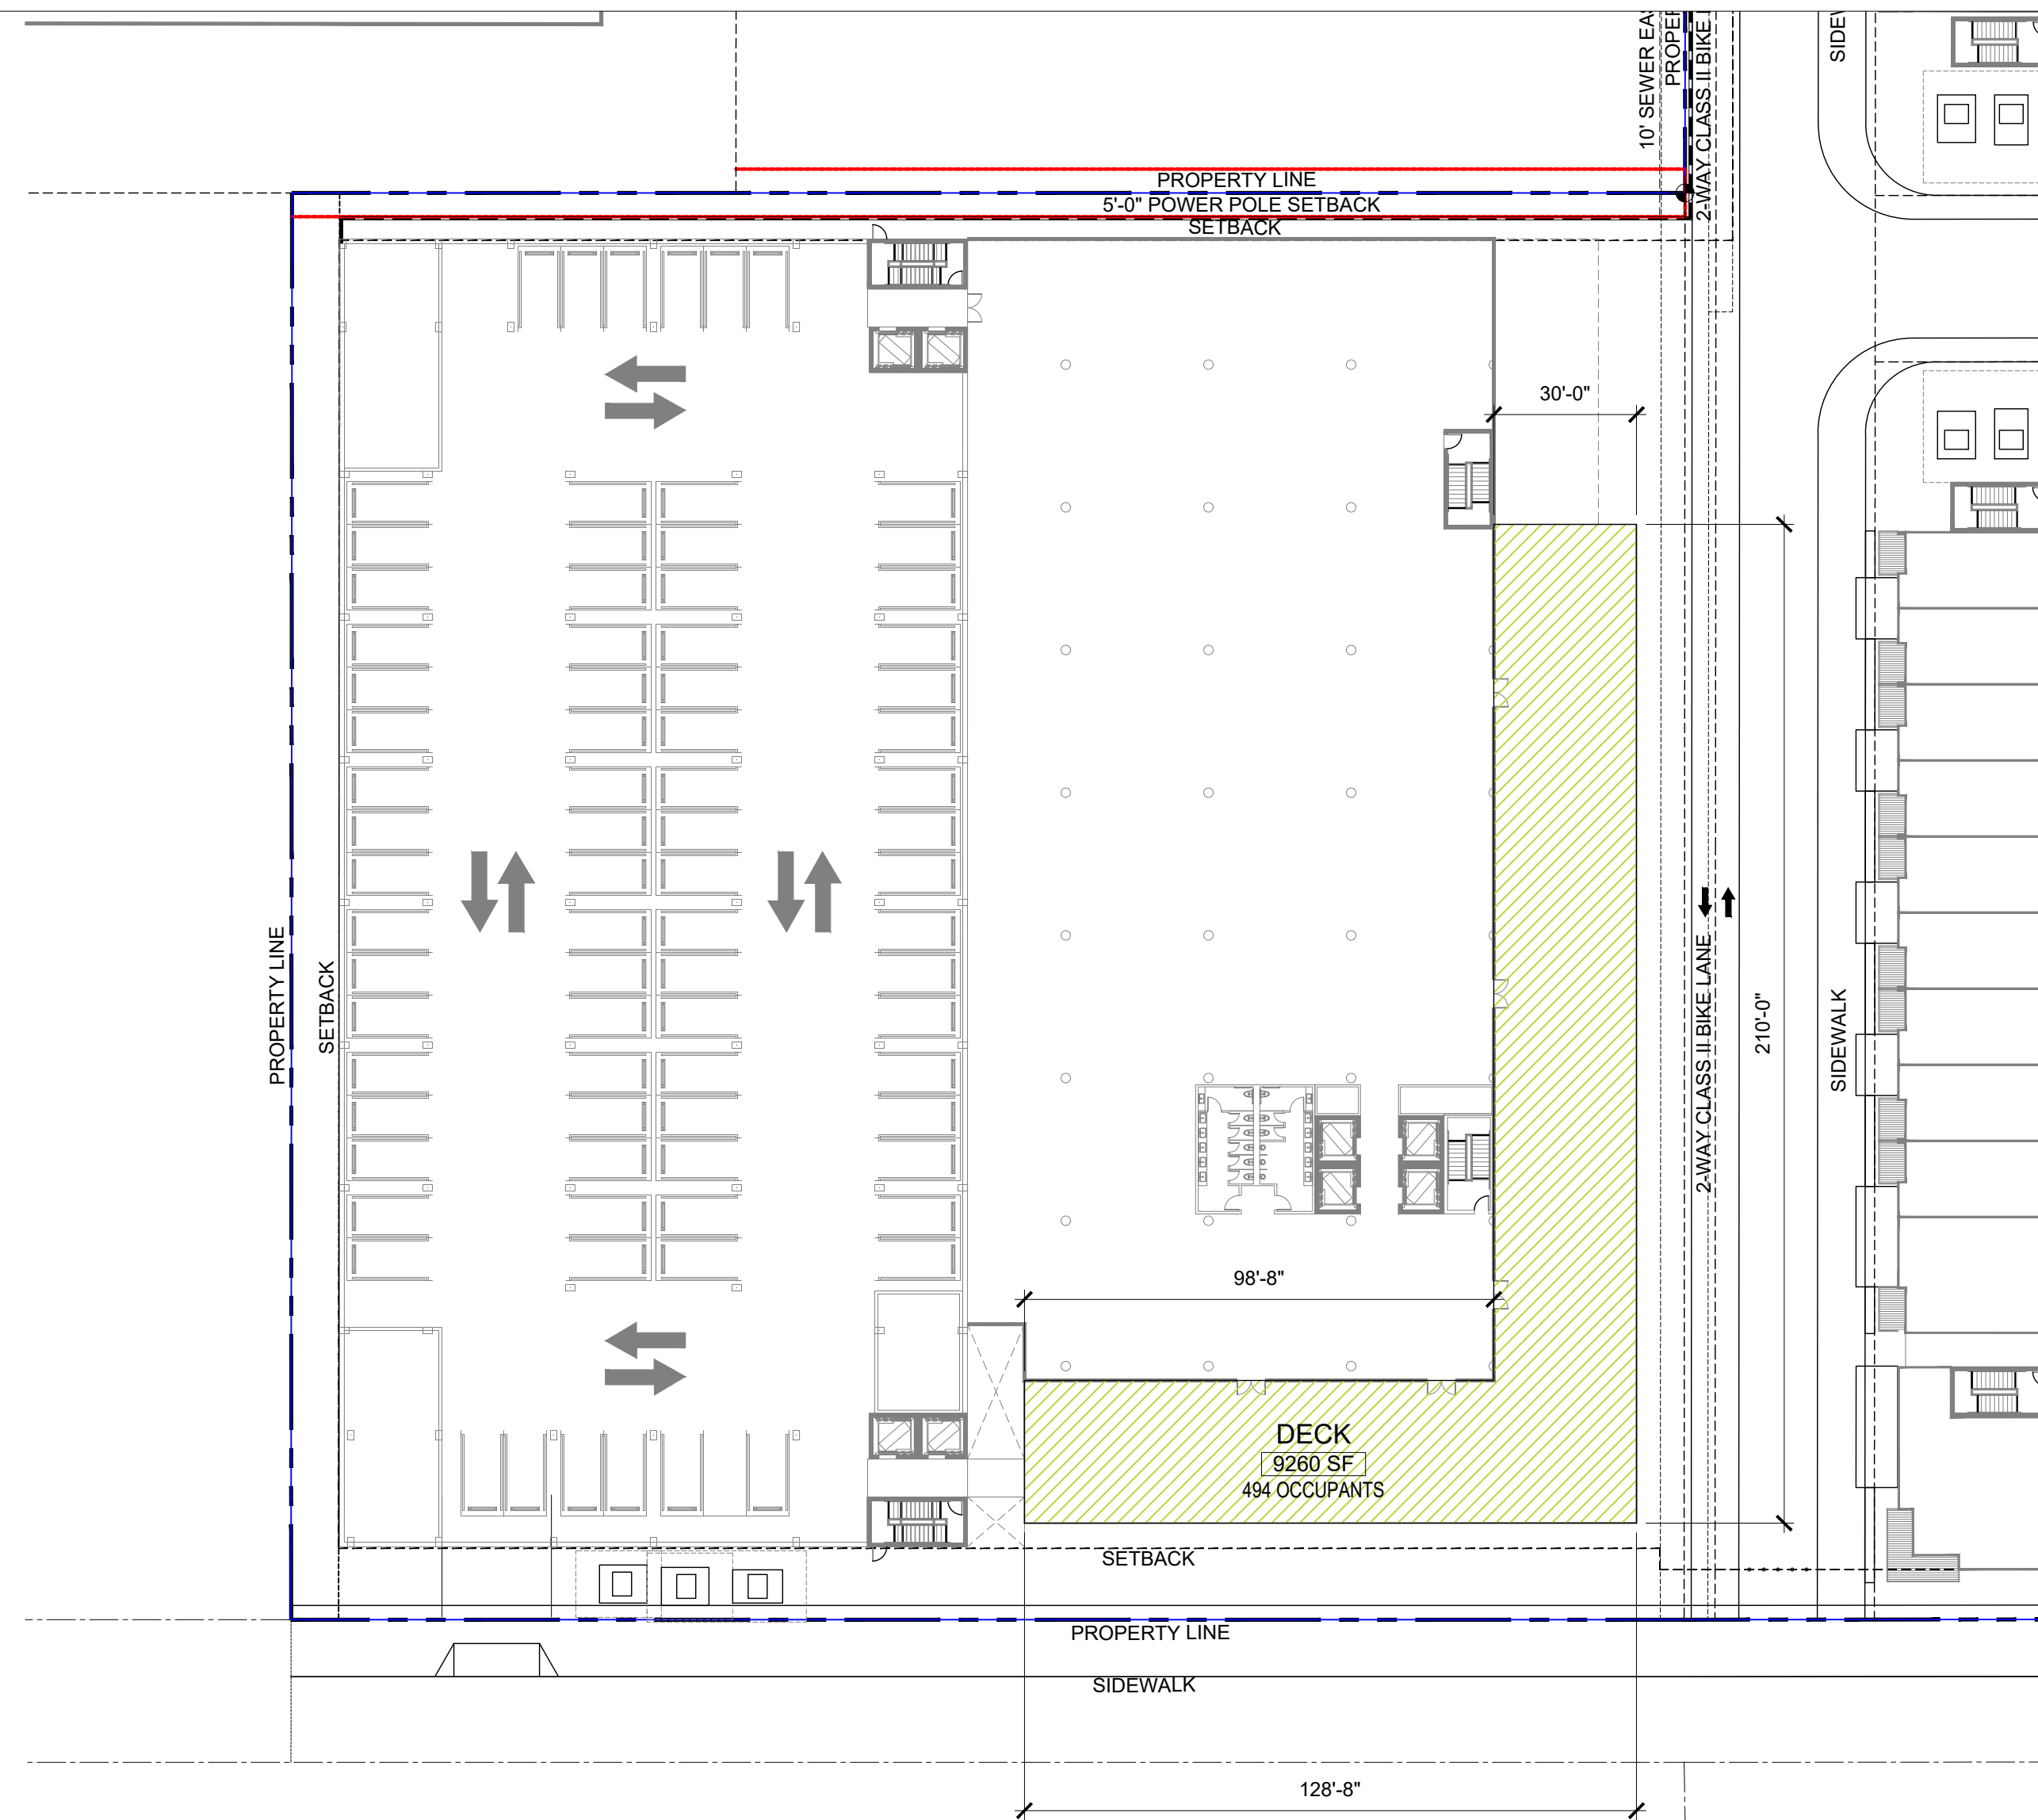 10' SEWER EAS
PROPER
2-WAY CLASS II BIKE
SIDEW
PROPERTY LINE
5'-0" POWER POLE SETBACK
SETBACK
30'-0"
PROPERTY LINE
SETBACK
2-WAY CLASS II BIKE LANE
210'-0"
SIDEWALK
98'-8"
DECK
9260 SF
494 OCCUPANTS
SETBACK
PROPERTY LINE
SIDEWALK
128'-8"